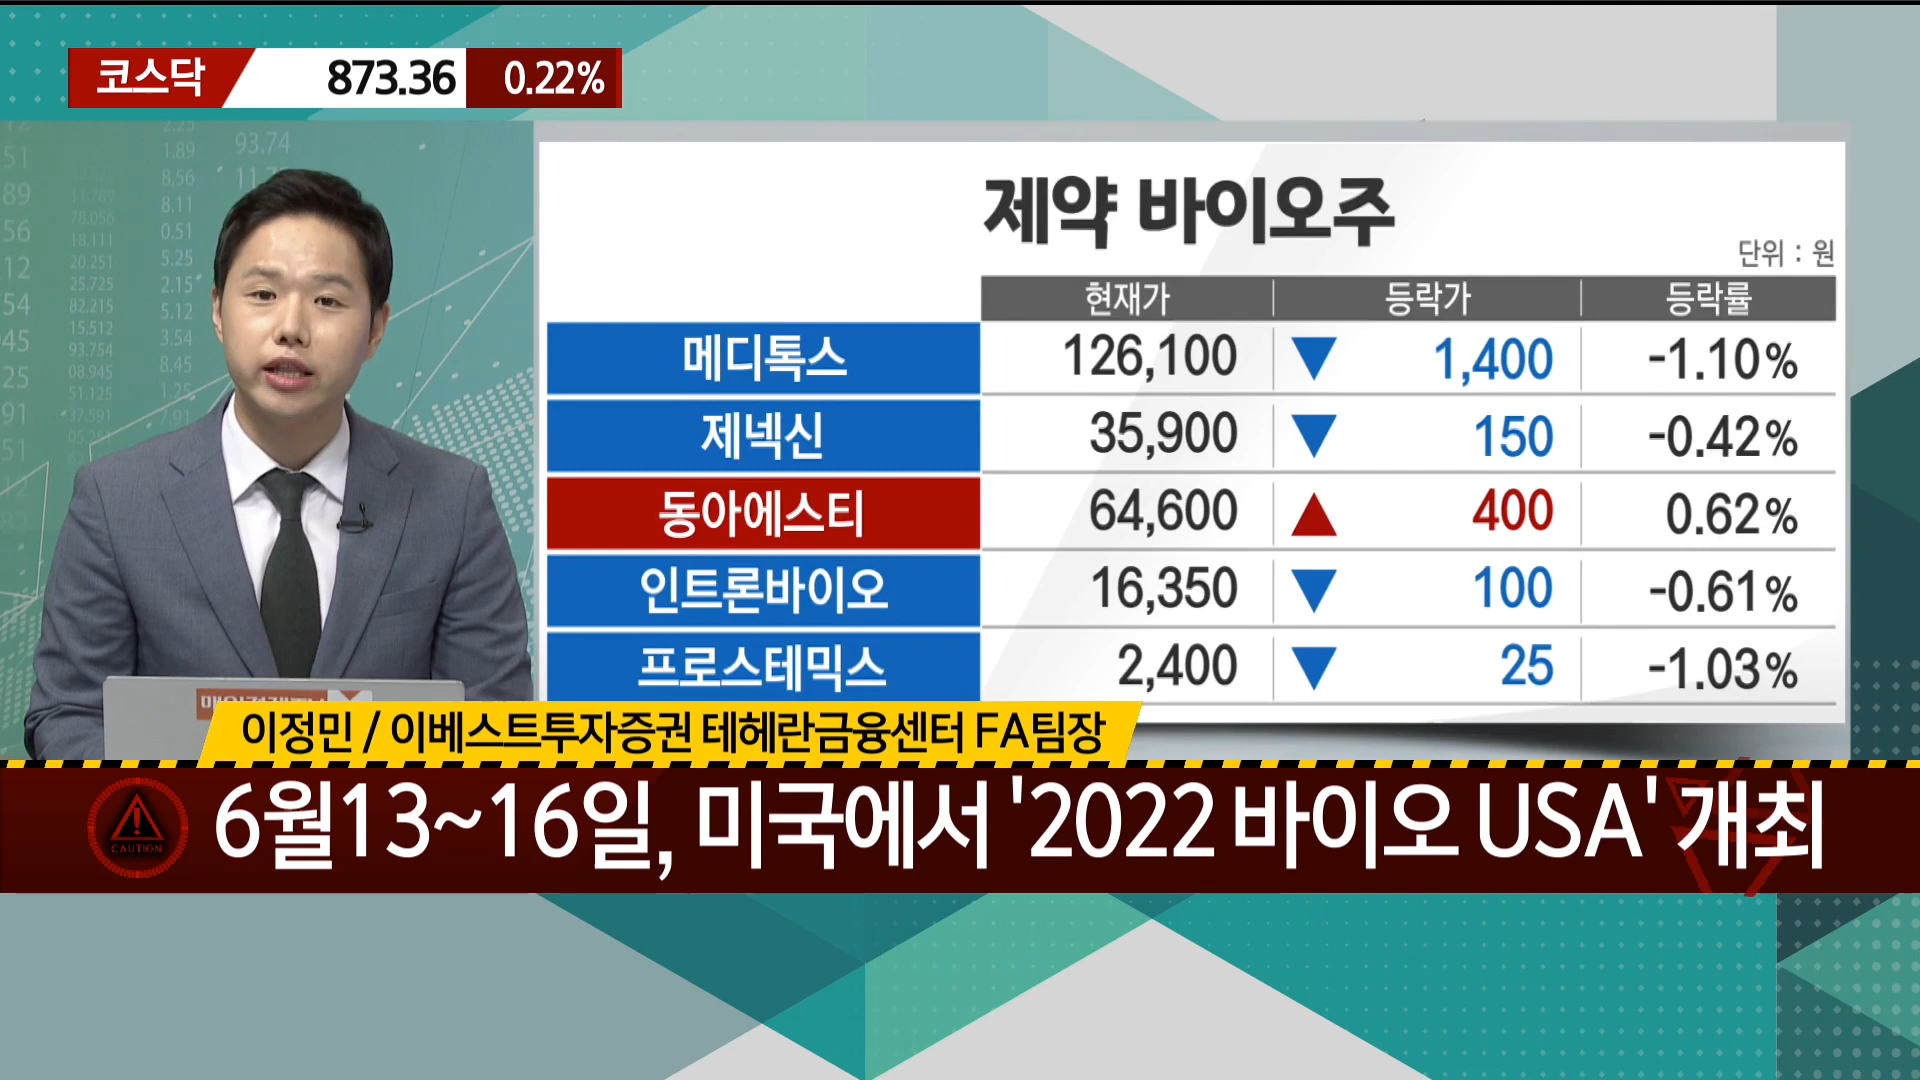 코스닥 873.36 0.22%
제약 바이오주
단위 : 원
현재가 등락가 등락률
메디톡스 126,100 ▼ 1,400 -1.10%
제넥신 35,900 ▼ 150 -0.42%
동아에스티 64,600 ▲ 400 0.62%
인트론바이오 16,350 ▼ 100 -0.61%
프로스테믹스 2,400 ▼ 25 -1.03%
이정민 / 이베스트투자증권 테헤란금융센터 FA팀장
CAUTION
6월13~16일, 미국에서 '2022 바이오 USA' 개최